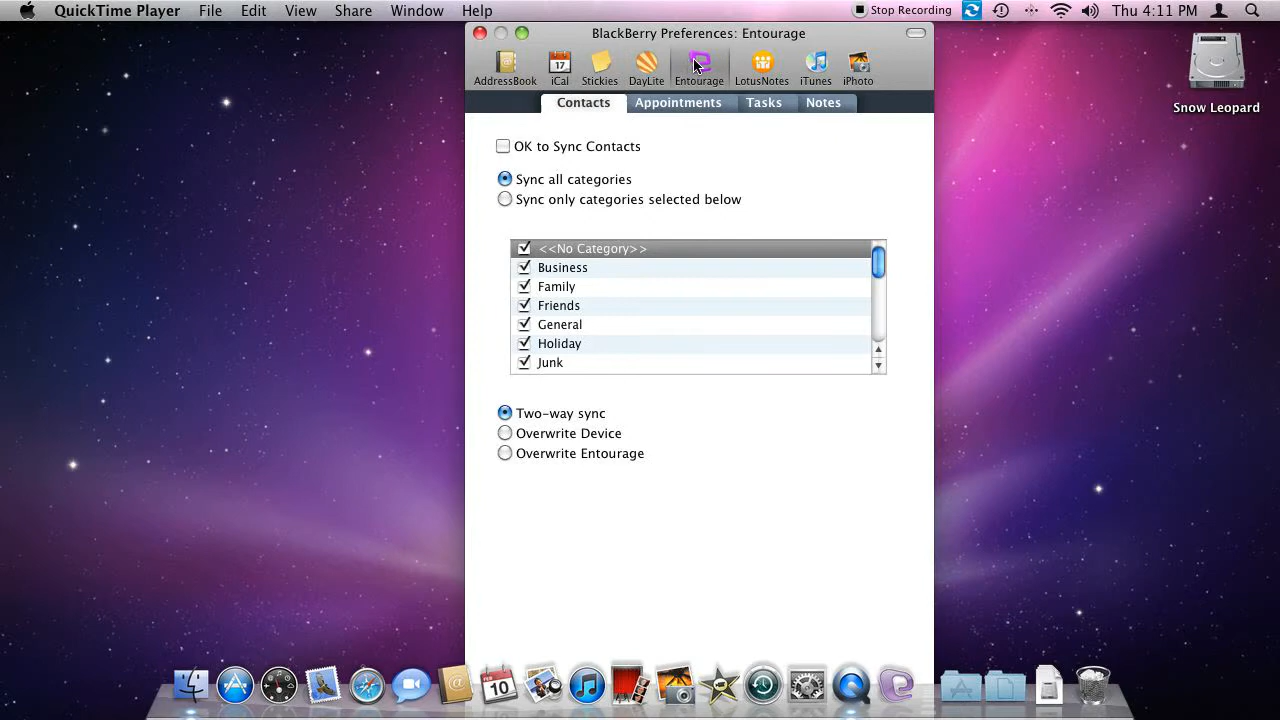 QuickTime Player File Edit View Share Window Help Stop Recording Thu 4:11 PM
BlackBerry Preferences: Entourage
AddressBook iCal Stickies DayLite Entourage LotusNotes iTunes iPhoto
17
Snow Leopard
Contacts Appointments Tasks Notes
OK to Sync Contacts
Sync all categories
Sync only categories selected below
<<No Category>>
Business
Family
Friends
General
Holiday
Junk
Two-way sync
Overwrite Device
Overwrite Entourage
FEB
10